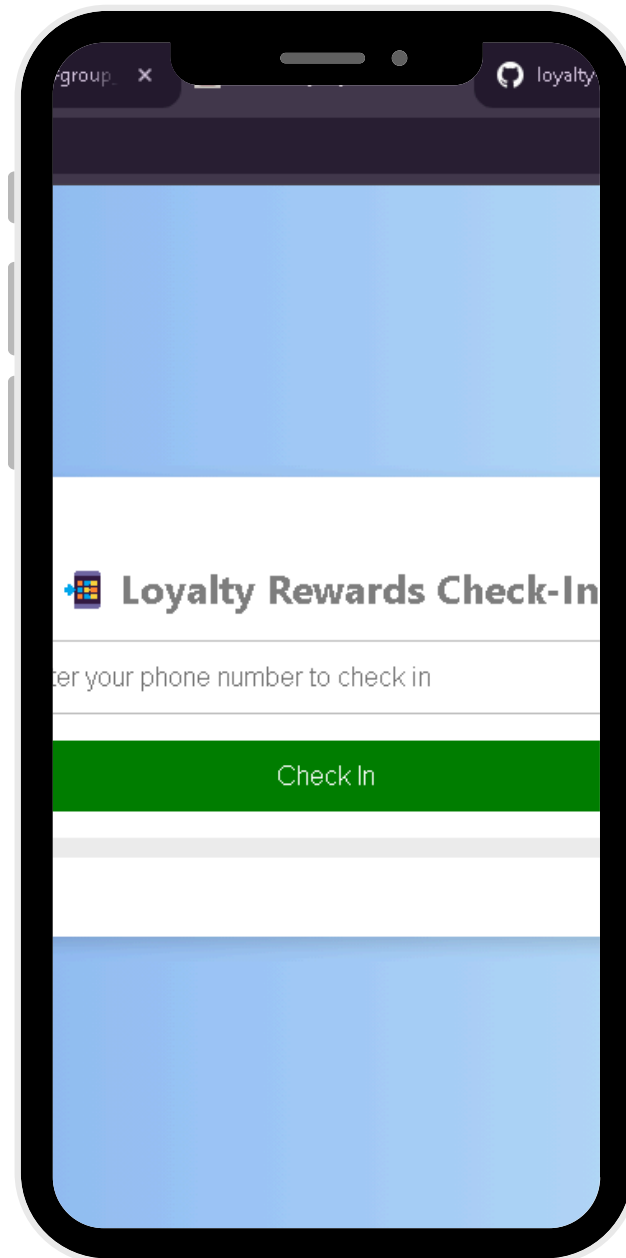 -group_
loyalty-
Loyalty Rewards Check-In
ter your phone number to check in
Check In